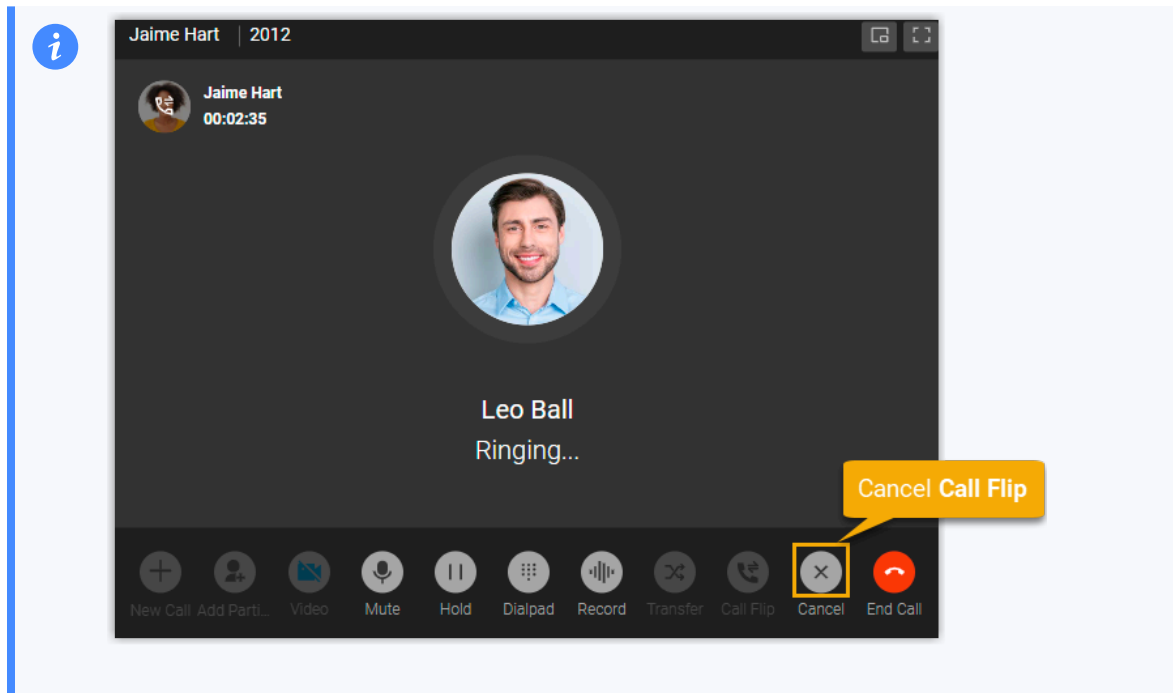 i
Jaime Hart | 2012
Jaime Hart
00:02:35
Leo Ball
Ringing...
Cancel Call Flip
New Call Add Parti... Video Mute Hold Dialpad Record Transfer Call Flip Cancel End Call